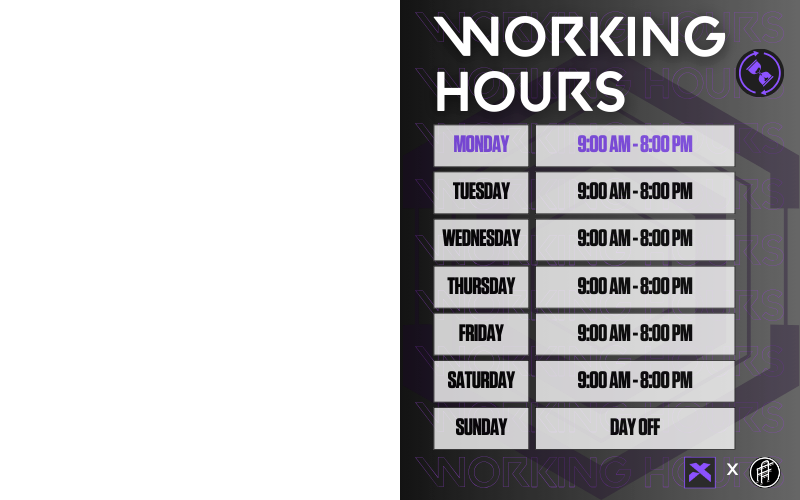 WORKING
HOURS
MONDAY 9:00 AM - 8:00 PM
TUESDAY 9:00 AM - 8:00 PM
WEDNESDAY 9:00 AM - 8:00 PM
THURSDAY 9:00 AM - 8:00 PM
FRIDAY 9:00 AM - 8:00 PM
SATURDAY 9:00 AM - 8:00 PM
SUNDAY DAY OFF
WORKING HOURS
X